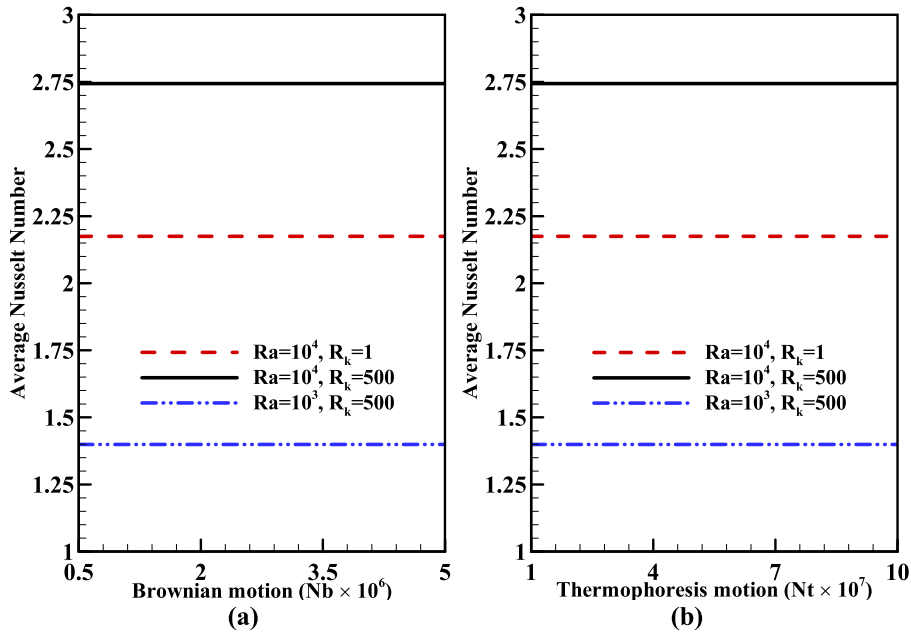 3
2.75
2.5
2.25
2
1.75
1.5
1.25
1
Average Nusselt Number
Ra=10⁴, Rₖ=1
Ra=10⁴, Rₖ=500
Ra=10³, Rₖ=500
0.5 2 3.5 5
Brownian motion (Nb × 10⁶)
(a)
3
2.75
2.5
2.25
2
1.75
1.5
1.25
1
Average Nusselt Number
Ra=10⁴, Rₖ=1
Ra=10⁴, Rₖ=500
Ra=10³, Rₖ=500
1 4 7 10
Thermophoresis motion (Nt × 10⁷)
(b)